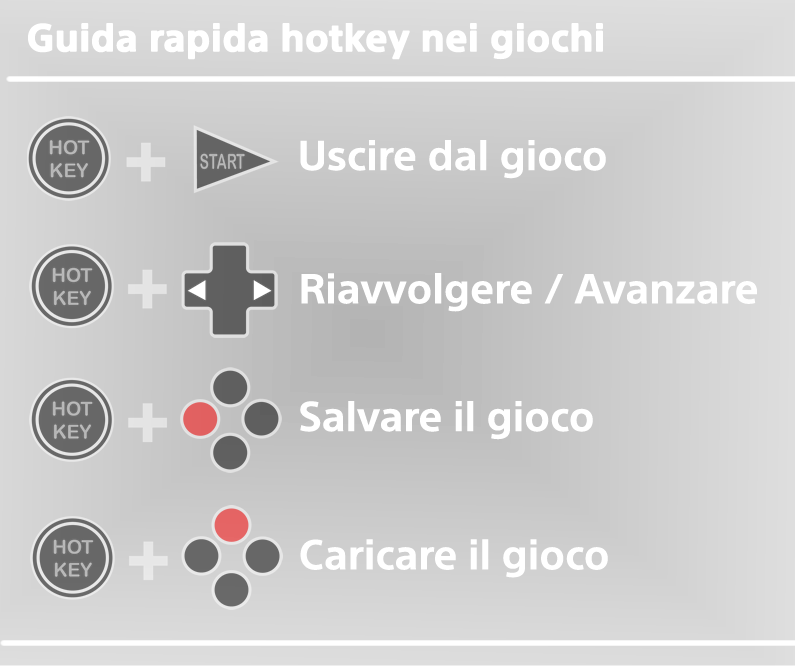 Guida rapida hotkey nei giochi
HOT
KEY
+
START
Uscire dal gioco
HOT
KEY
+
Riavvolgere / Avanzare
HOT
KEY
+
Salvare il gioco
HOT
KEY
+
Caricare il gioco